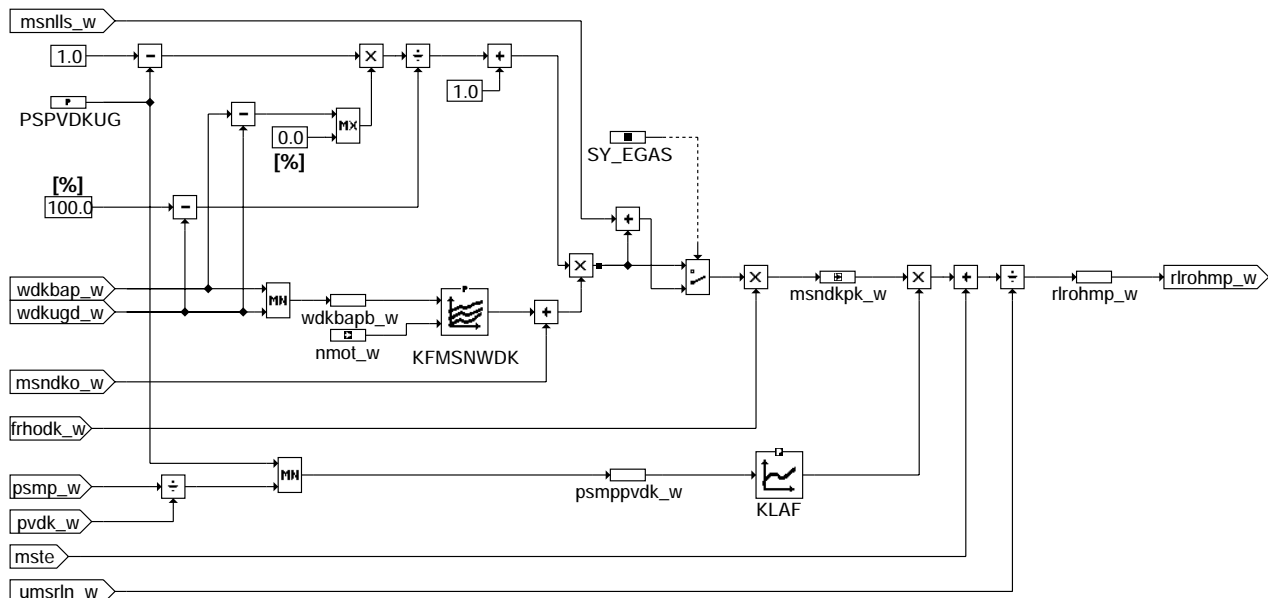 msnlls_w
1.0
PSPVDKUG
1.0
MX
0.0
[%]
SY_EGAS
[%]
100.0
wdkbap_w
wdkugd_w
MN
wdkbapb_w
nmot_w
KFMSNWDK
msndkpk_w
rlrohmp_w
rlrohmp_w
msndko_w
frhodk_w
MN
psmp_w
psmppvdk_w
KLAF
pvdk_w
mste
umsrln_w